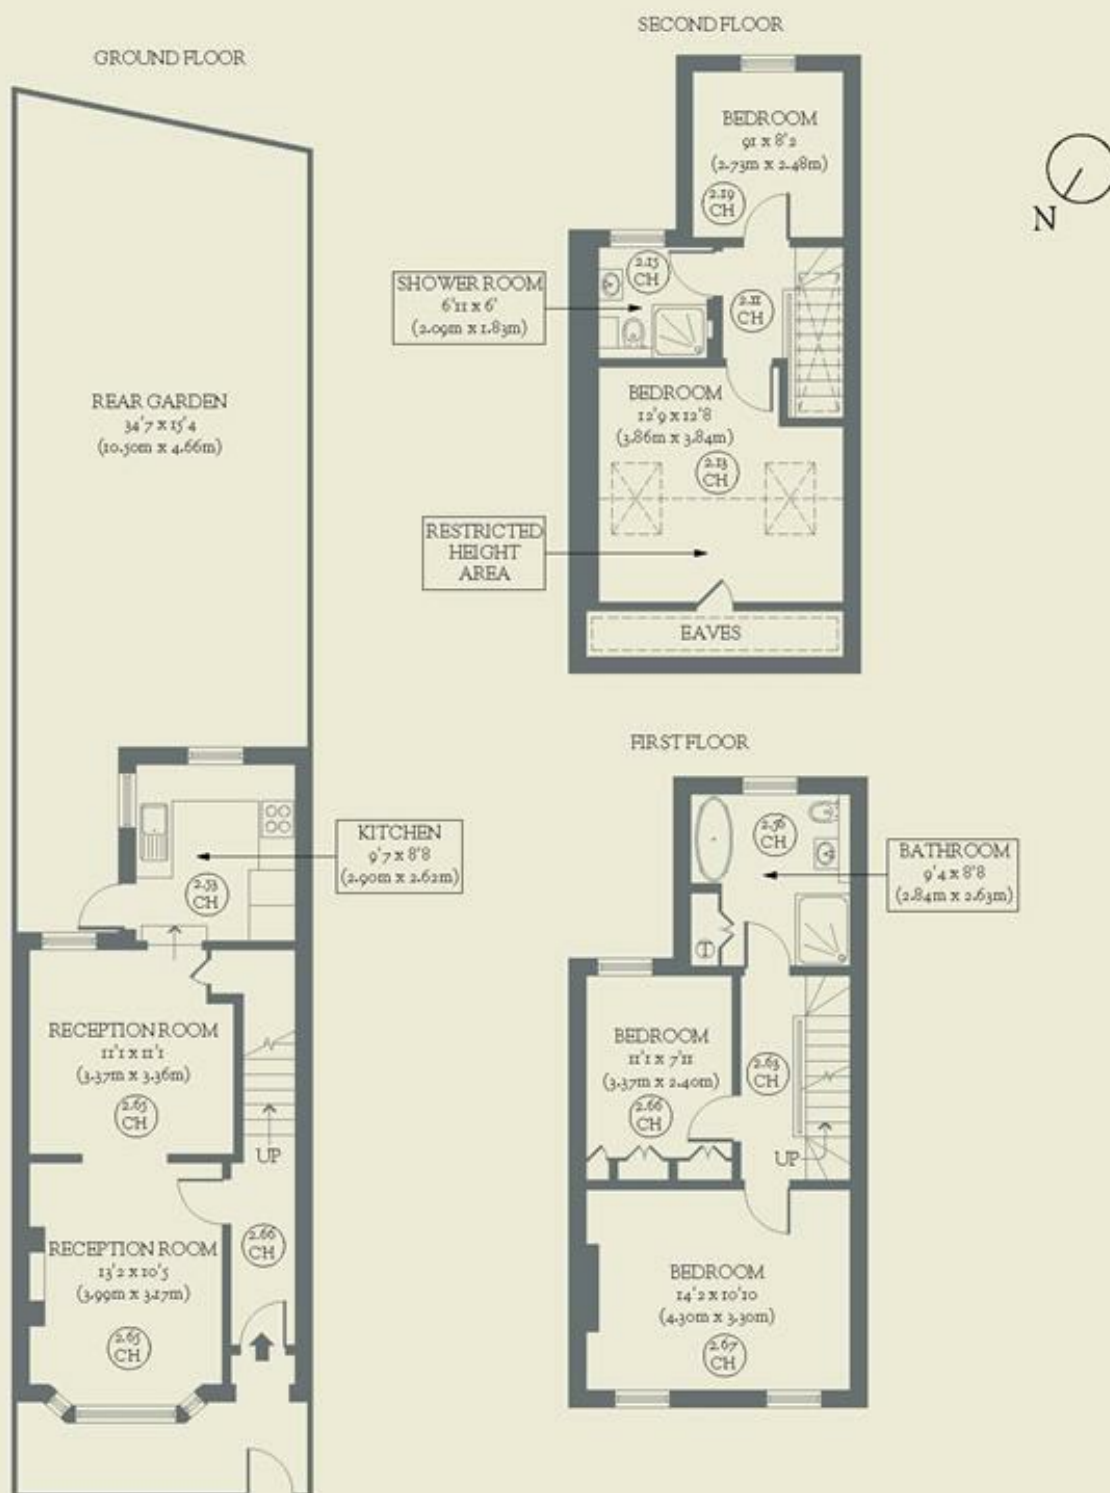 GROUND FLOOR
REAR GARDEN
34'7 x 15'4
(10.50m x 4.66m)
KITCHEN
9'7 x 8'8
(2.90m x 2.62m)
2.53
CH
RECEPTION ROOM
11'1 x 11'1
(3.37m x 3.36m)
2.65
CH
UP
RECEPTION ROOM
13'2 x 10'5
(3.99m x 3.17m)
2.65
CH
2.66
CH
SECOND FLOOR
BEDROOM
91 x 8'2
(2.73m x 2.48m)
2.19
CH
N
SHOWER ROOM
6'11 x 6'
(2.09m x 1.83m)
2.15
CH
2.11
CH
BEDROOM
12'9 x 12'8
(3.86m x 3.84m)
2.13
CH
RESTRICTED
HEIGHT
AREA
EAVES
FIRST FLOOR
2.56
CH
BATHROOM
9'4 x 8'8
(2.84m x 2.63m)
T
BEDROOM
11'1 x 7'11
(3.37m x 2.40m)
2.66
CH
2.63
CH
UP
BEDROOM
14'2 x 10'10
(4.30m x 3.30m)
2.67
CH